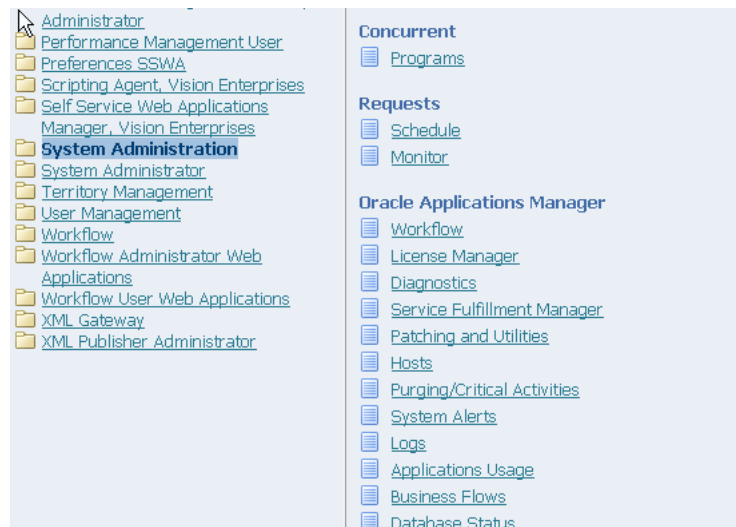 Administrator
Performance Management User
Preferences SSWA
Scripting Agent, Vision Enterprises
Self Service Web Applications
Manager, Vision Enterprises
System Administration
System Administrator
Territory Management
User Management
Workflow
Workflow Administrator Web
Applications
Workflow User Web Applications
XML Gateway
XML Publisher Administrator
Concurrent
Programs
Requests
Schedule
Monitor
Oracle Applications Manager
Workflow
License Manager
Diagnostics
Service Fulfillment Manager
Patching and Utilities
Hosts
Purging/Critical Activities
System Alerts
Logs
Applications Usage
Business Flows
Database Status